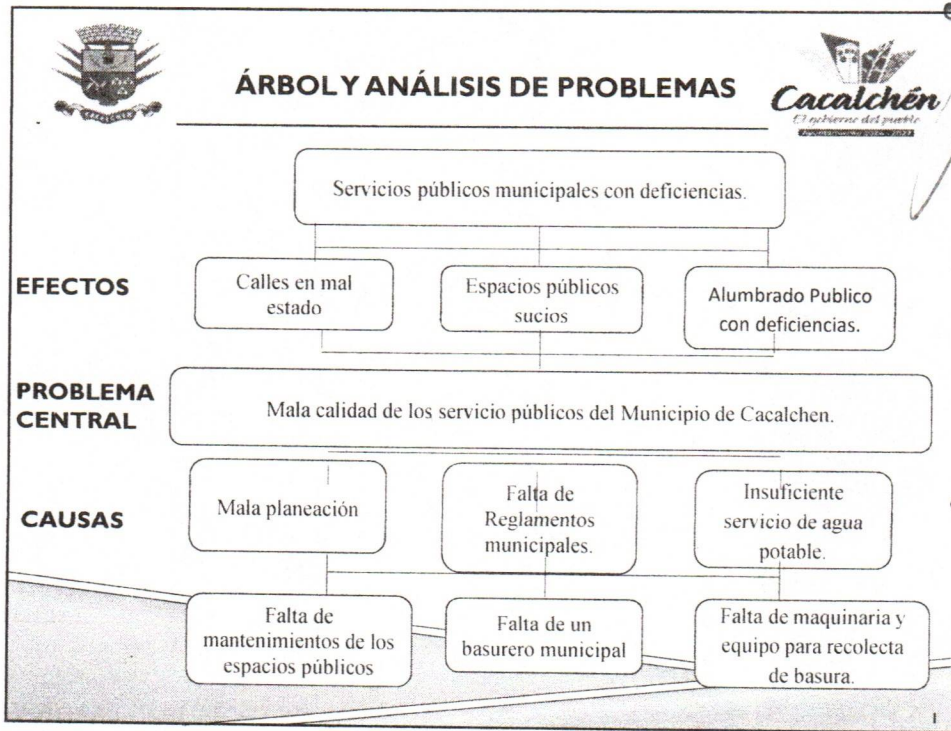 ÁRBOL Y ANÁLISIS DE PROBLEMAS
Cacalchén
El gobierno del pueblo
Servicios públicos municipales con deficiencias.
EFECTOS
Calles en mal
estado
Espacios públicos
sucios
Alumbrado Publico
con deficiencias.
PROBLEMA
CENTRAL
Mala calidad de los servicio públicos del Municipio de Cacalchen.
CAUSAS
Mala planeación
Falta de
Reglamentos
municipales.
Insuficiente
servicio de agua
potable.
Falta de
mantenimientos de los
espacios públicos
Falta de un
basurero municipal
Falta de maquinaria y
equipo para recolecta
de basura.
1